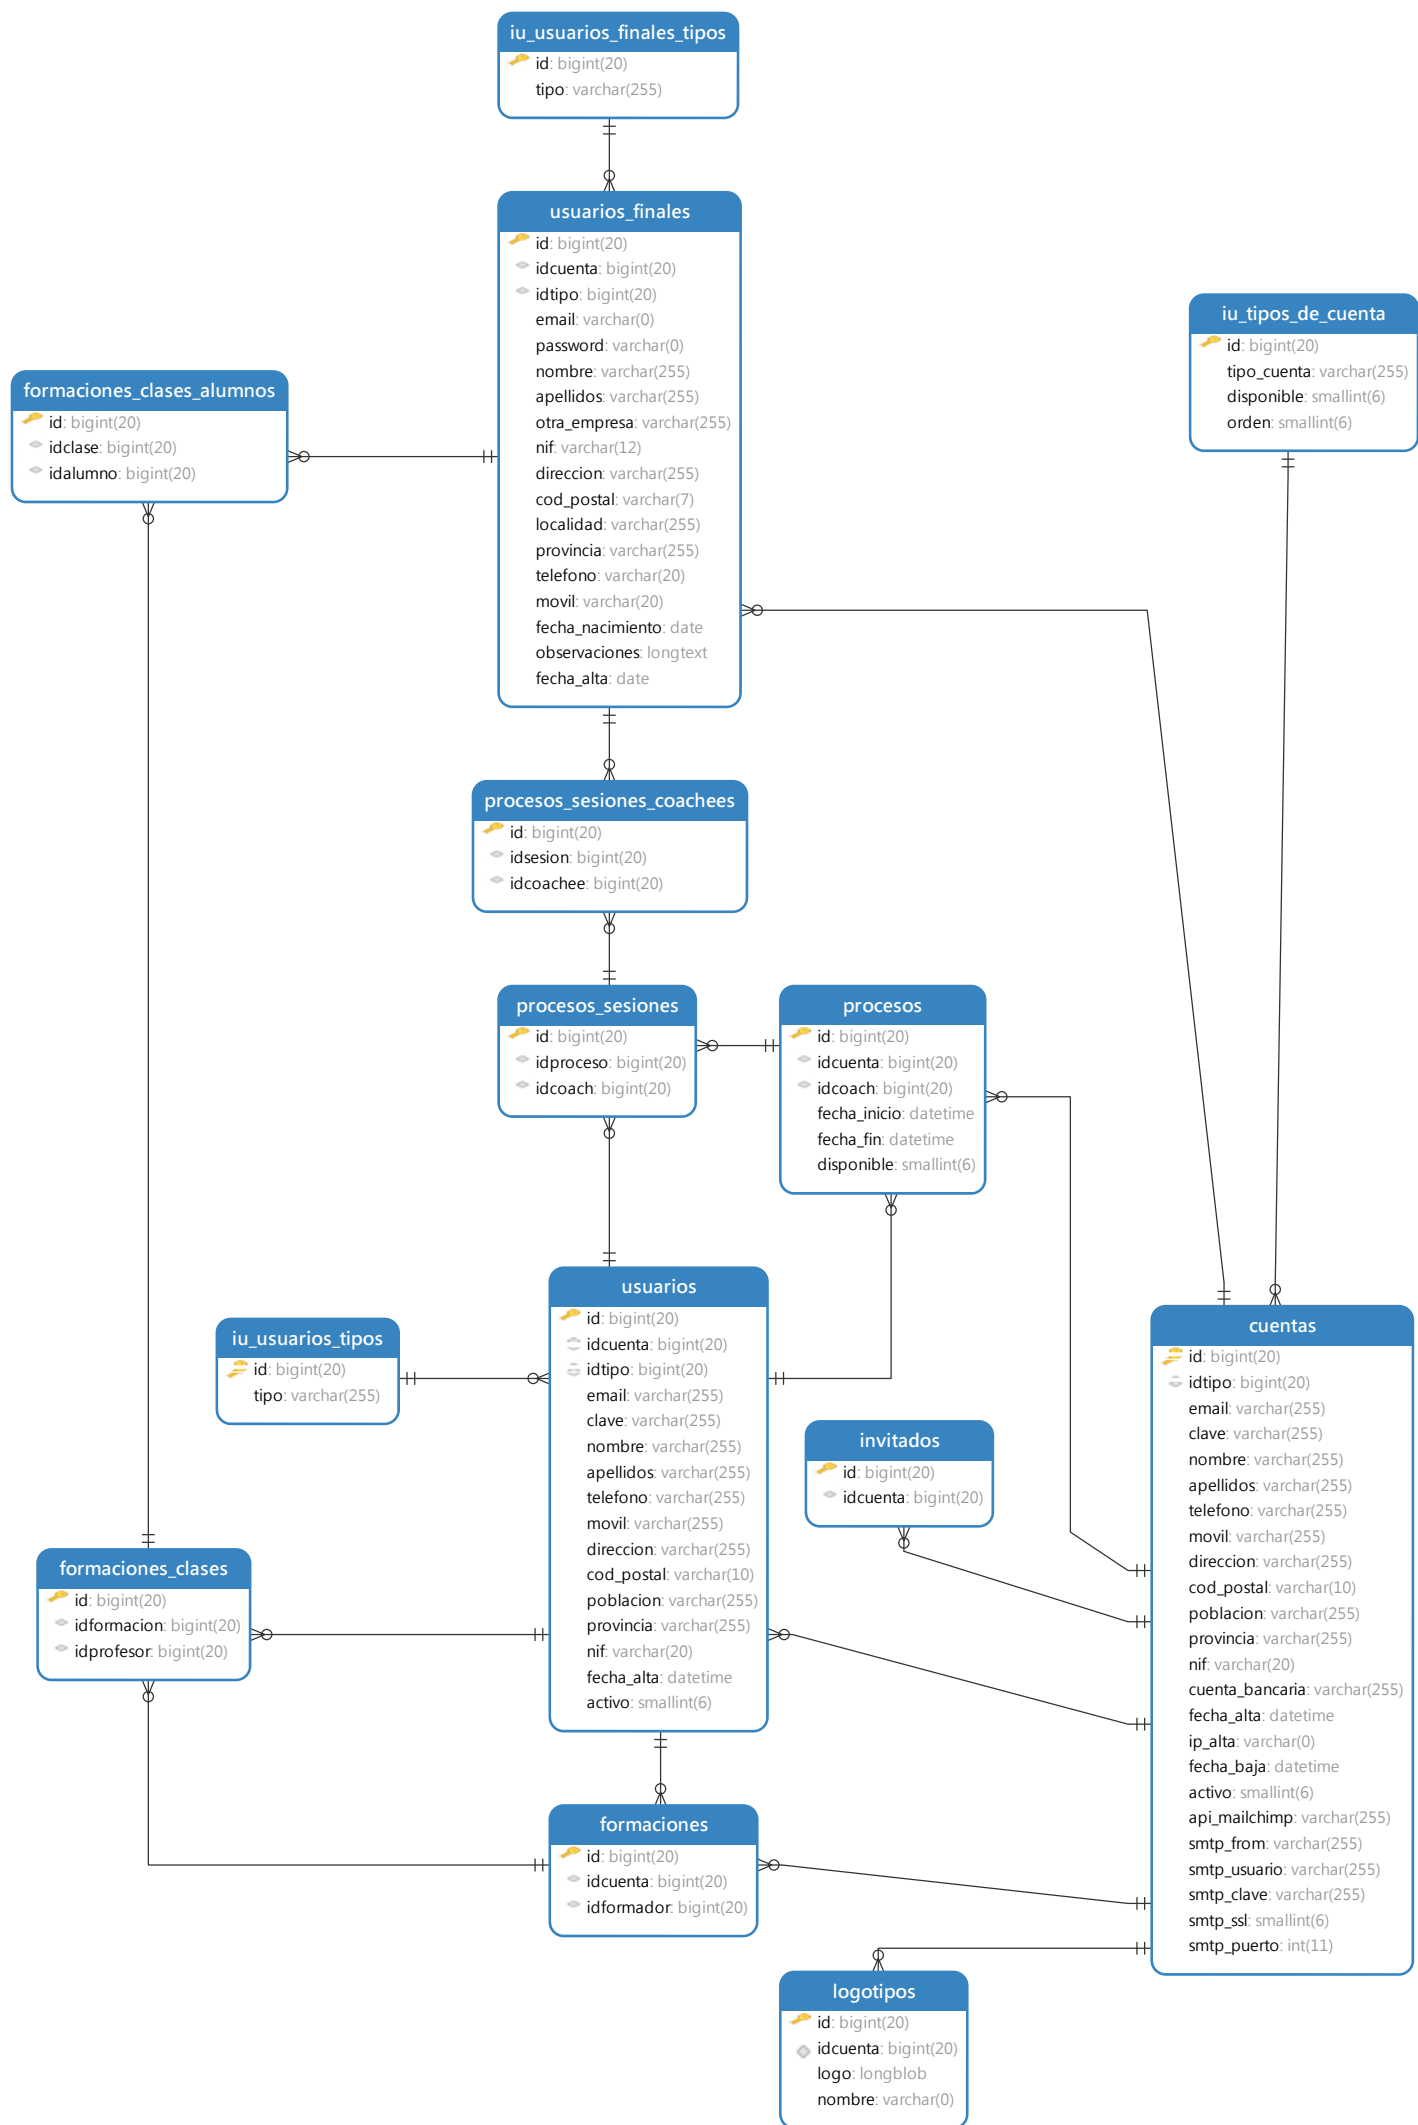 iu_usuarios_finales_tipos
id: bigint(20)
tipo: varchar(255)
usuarios_finales
id: bigint(20)
idcuenta: bigint(20)
idtipo: bigint(20)
email: varchar(0)
password: varchar(0)
nombre: varchar(255)
apellidos: varchar(255)
otra_empresa: varchar(255)
nif: varchar(12)
direccion: varchar(255)
cod_postal: varchar(7)
localidad: varchar(255)
provincia: varchar(255)
telefono: varchar(20)
movil: varchar(20)
fecha_nacimiento: date
observaciones: longtext
fecha_alta: date
iu_tipos_de_cuenta
id: bigint(20)
tipo_cuenta: varchar(255)
disponible: smallint(6)
orden: smallint(6)
formaciones_clases_alumnos
id: bigint(20)
idclase: bigint(20)
idalumno: bigint(20)
procesos_sesiones_coachees
id: bigint(20)
idsesion: bigint(20)
idcoachee: bigint(20)
procesos_sesiones
id: bigint(20)
idproceso: bigint(20)
idcoach: bigint(20)
procesos
id: bigint(20)
idcuenta: bigint(20)
idcoach: bigint(20)
fecha_inicio: datetime
fecha_fin: datetime
disponible: smallint(6)
usuarios
id: bigint(20)
idcuenta: bigint(20)
idtipo: bigint(20)
email: varchar(255)
clave: varchar(255)
nombre: varchar(255)
apellidos: varchar(255)
telefono: varchar(255)
movil: varchar(255)
direccion: varchar(255)
cod_postal: varchar(10)
poblacion: varchar(255)
provincia: varchar(255)
nif: varchar(20)
fecha_alta: datetime
activo: smallint(6)
iu_usuarios_tipos
id: bigint(20)
tipo: varchar(255)
cuentas
id: bigint(20)
idtipo: bigint(20)
email: varchar(255)
clave: varchar(255)
nombre: varchar(255)
apellidos: varchar(255)
telefono: varchar(255)
movil: varchar(255)
direccion: varchar(255)
cod_postal: varchar(10)
poblacion: varchar(255)
provincia: varchar(255)
nif: varchar(20)
cuenta_bancaria: varchar(255)
fecha_alta: datetime
ip_alta: varchar(0)
fecha_baja: datetime
activo: smallint(6)
api_mailchimp: varchar(255)
smtp_from: varchar(255)
smtp_usuario: varchar(255)
smtp_clave: varchar(255)
smtp_ssl: smallint(6)
smtp_puerto: int(11)
invitados
id: bigint(20)
idcuenta: bigint(20)
formaciones_clases
id: bigint(20)
idformacion: bigint(20)
idprofesor: bigint(20)
formaciones
id: bigint(20)
idcuenta: bigint(20)
idformador: bigint(20)
logotipos
id: bigint(20)
idcuenta: bigint(20)
logo: longblob
nombre: varchar(0)